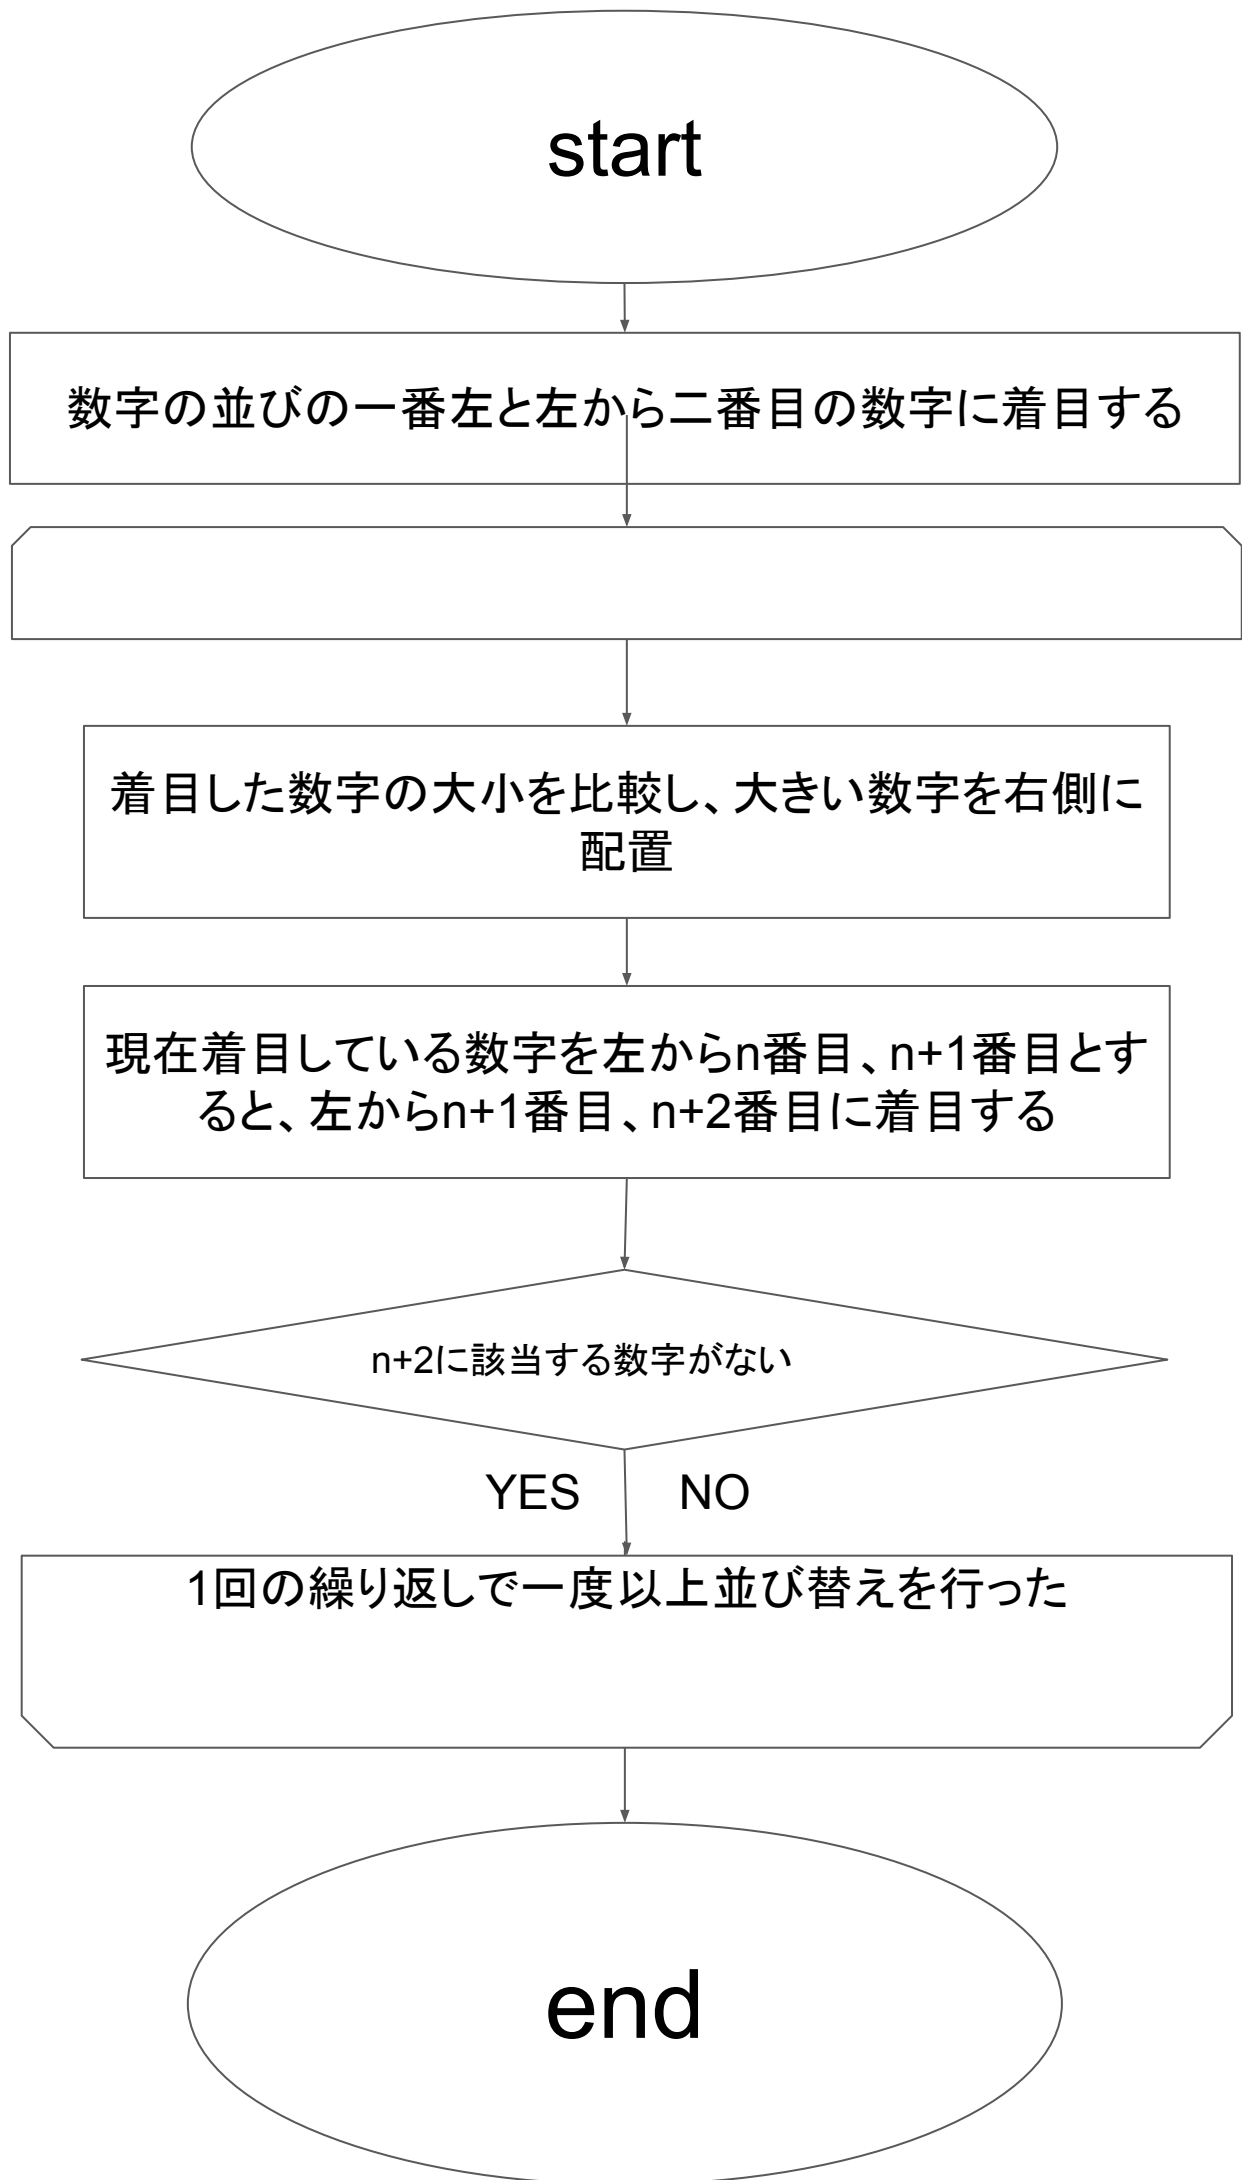 start
数字の並びの一番左と左から二番目の数字に着目する
着目した数字の大小を比較し、大きい数字を右側に
配置
現在着目している数字を左からn番目、n+1番目とす
ると、左からn+1番目、n+2番目に着目する
n+2に該当する数字がない
YES
NO
1回の繰り返しで一度以上並び替えを行った
end